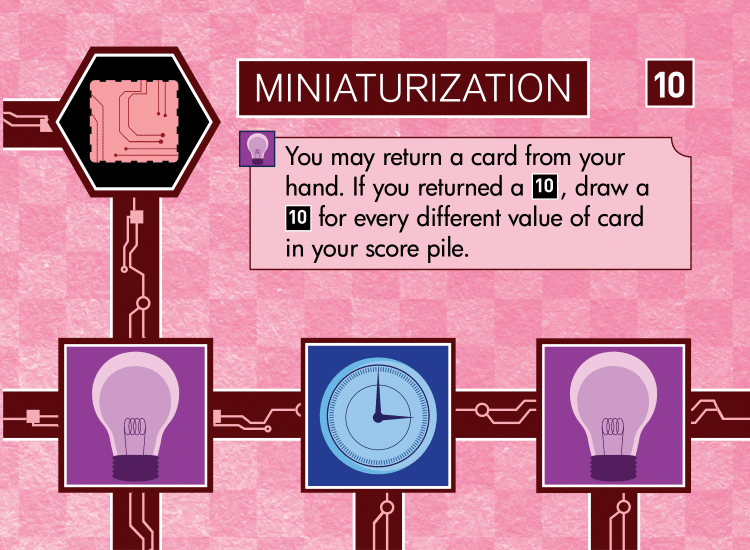 MINIATURIZATION
10
You may return a card from your
hand. If you returned a 10, draw a
10 for every different value of card
in your score pile.